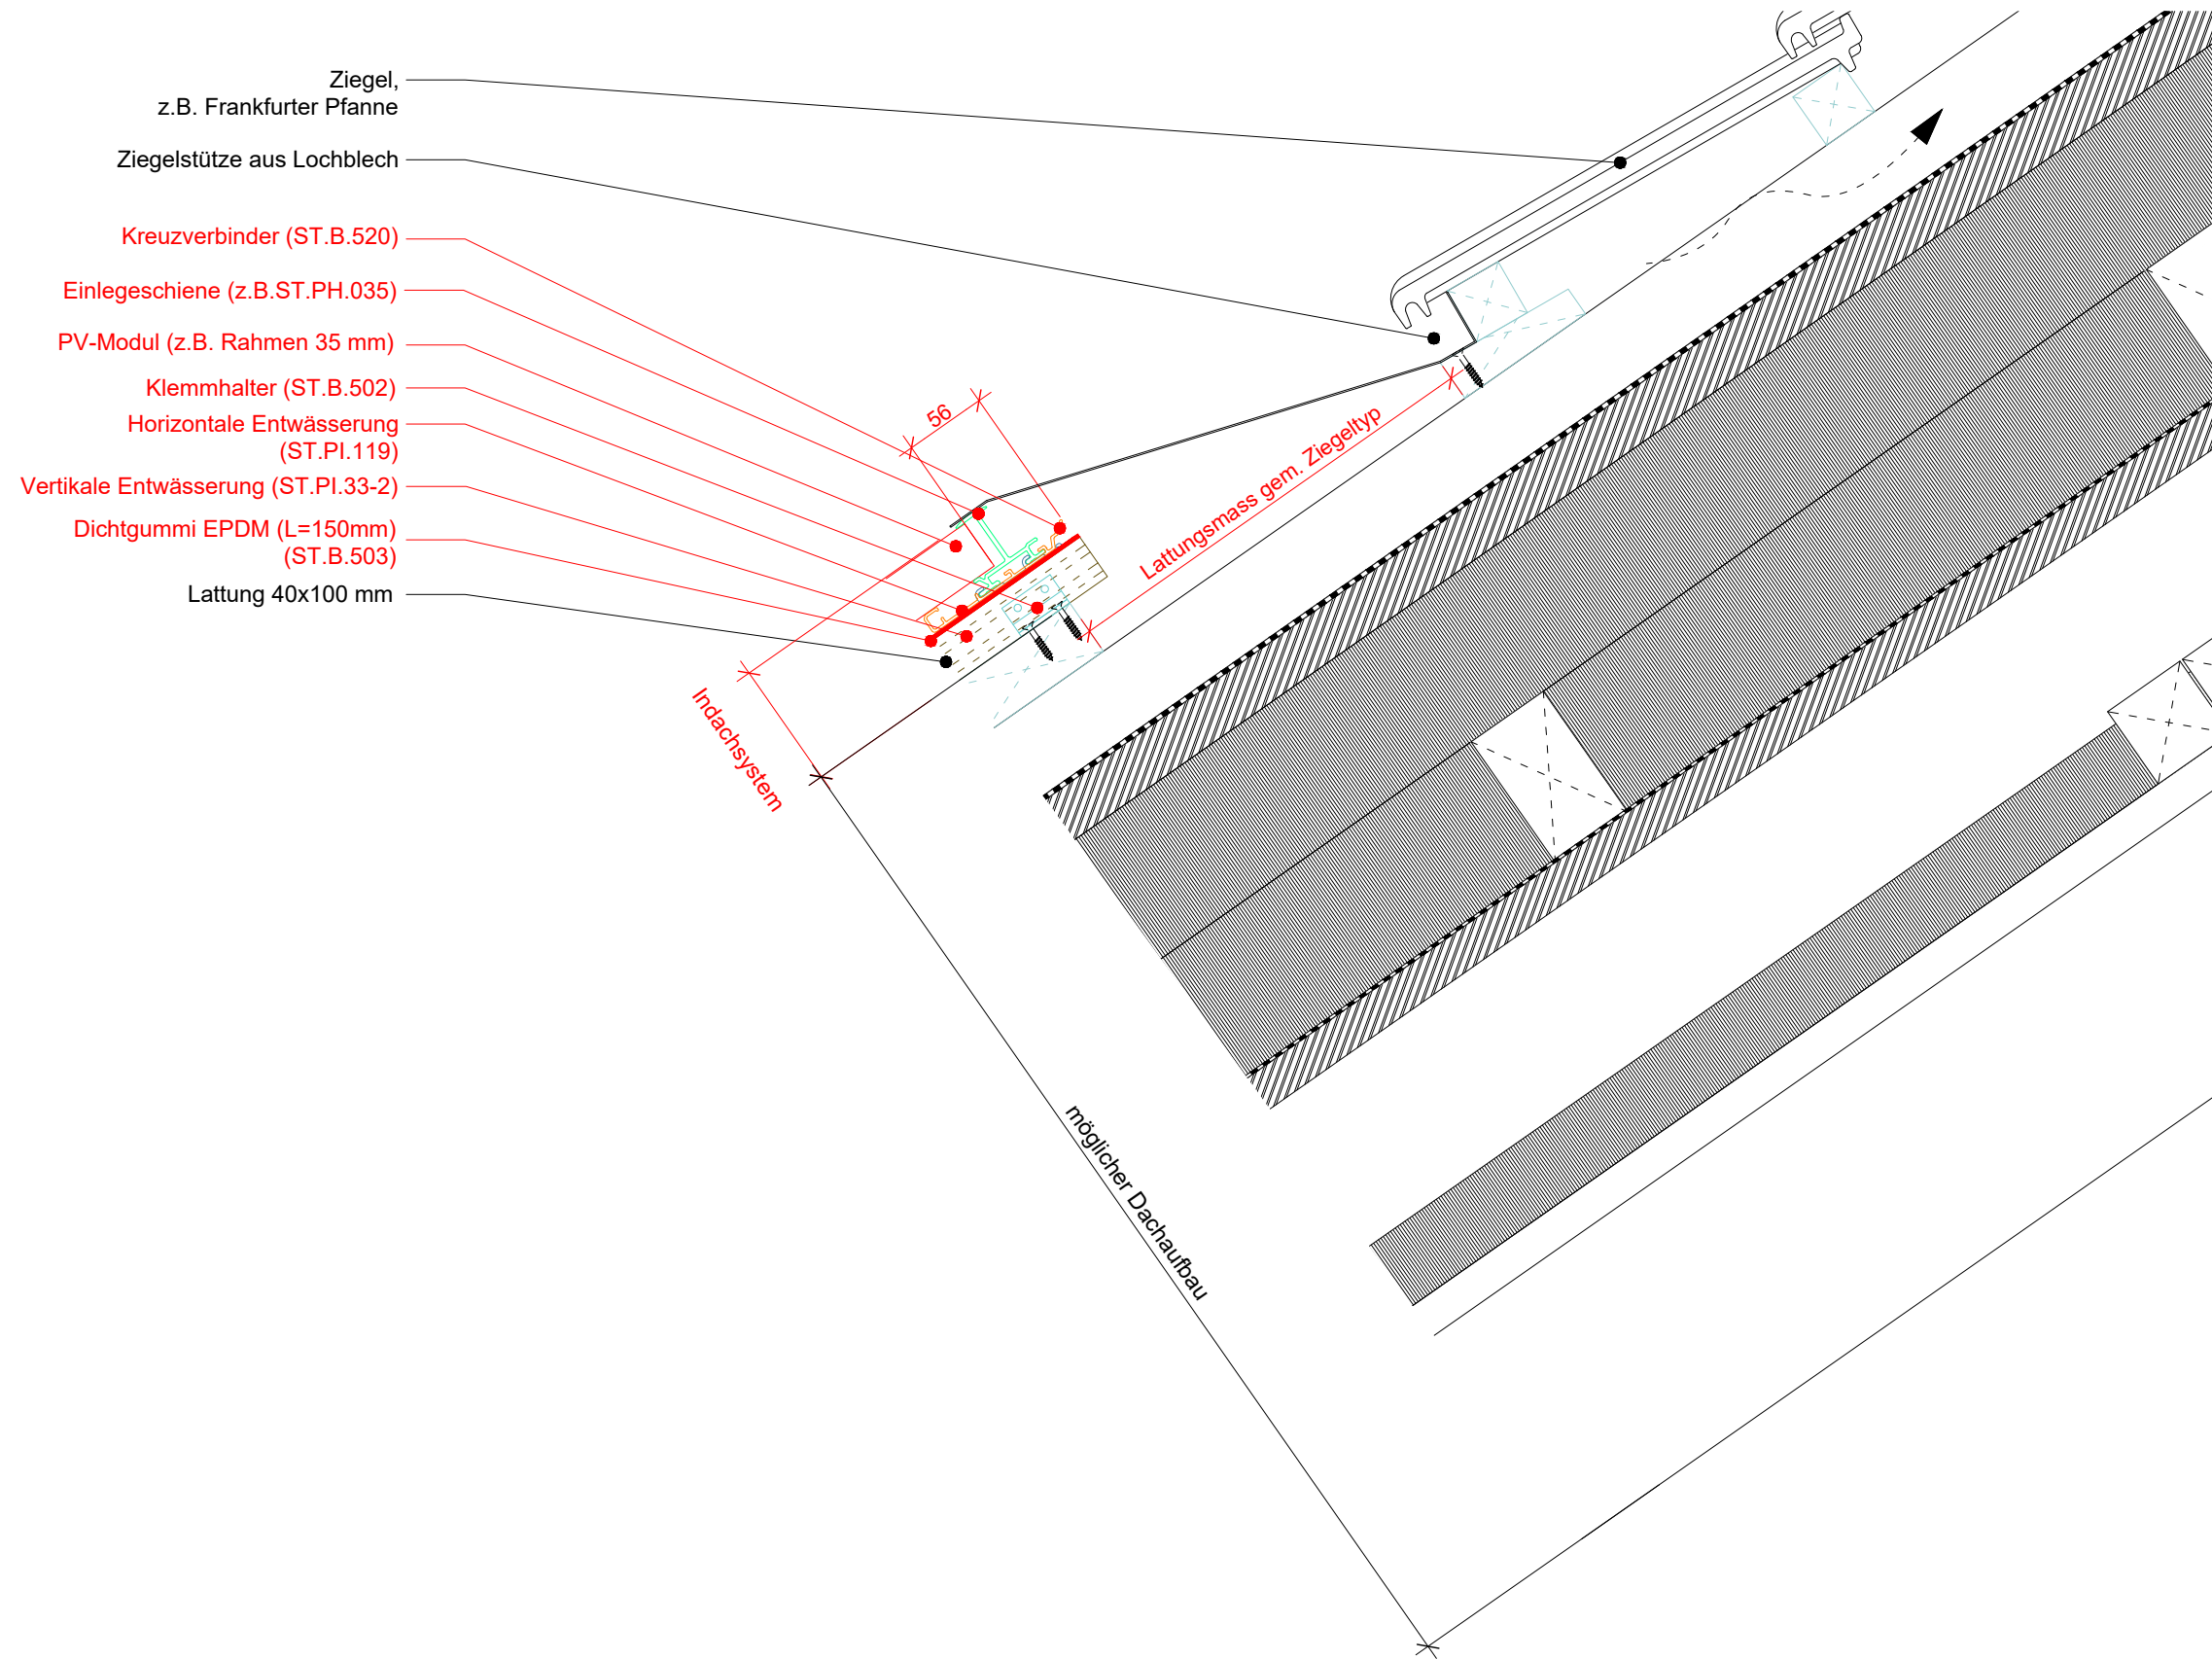 Ziegel,
z.B. Frankfurter Pfanne
Ziegelstütze aus Lochblech
Kreuzverbinder (ST.B.520)
Einlegeschiene (z.B.ST.PH.035)
PV-Modul (z.B. Rahmen 35 mm)
Klemmhalter (ST.B.502)
Horizontale Entwässerung
(ST.PI.119)
Vertikale Entwässerung (ST.PI.33-2)
Dichtgummi EPDM (L=150mm)
(ST.B.503)
Lattung 40x100 mm
56
Lattungsmass gem. Ziegeltyp
Indachsystem
möglicher Dachaufbau